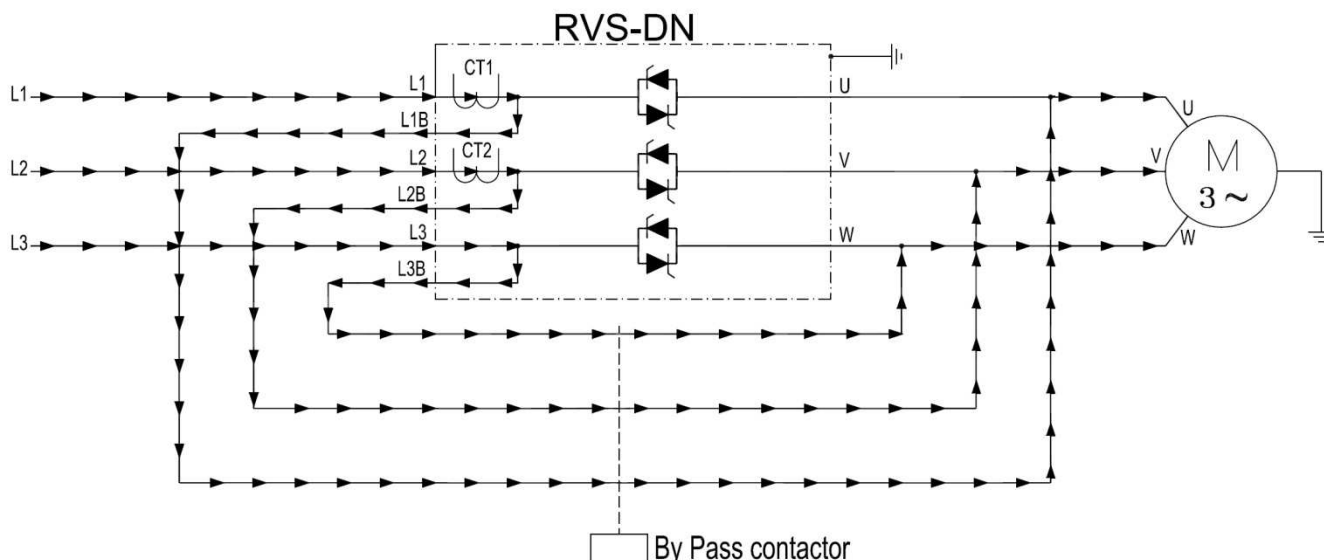 RVS-DN
L1 L1 CT1 U
L1B U
L2 L2 CT2 V V M
L2B 3 ~
L3 L3 W W
L3B
By Pass contactor